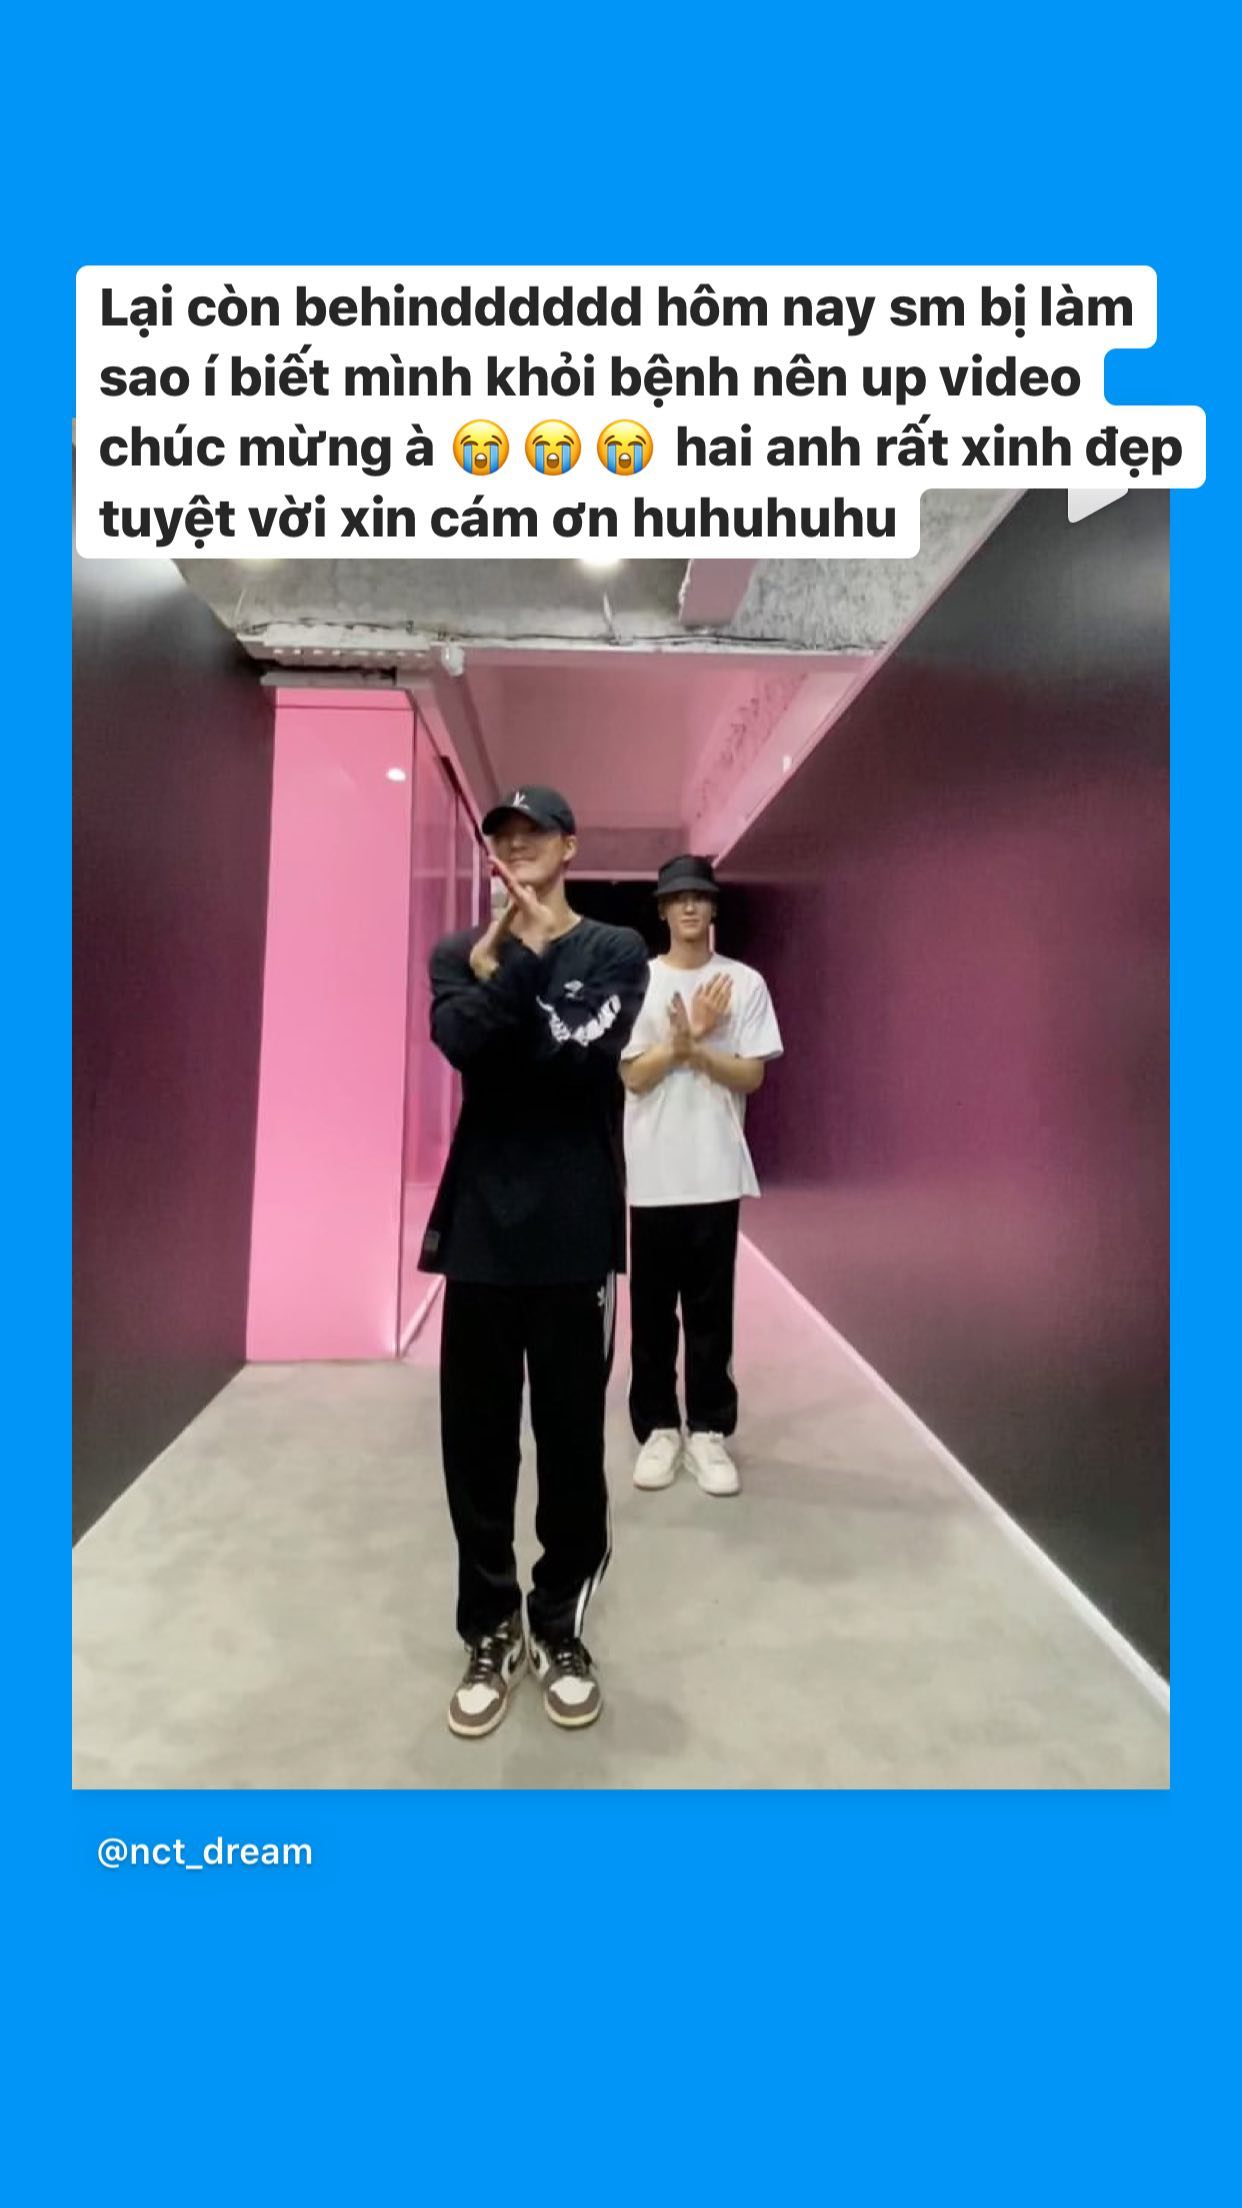 Lại còn behindddddd hôm nay sm bị làm
sao í biết mình khỏi bệnh nên up video
chúc mừng à 😭😭😭 hai anh rất xinh đẹp
tuyệt vời xin cám ơn huhuhuhu
@nct_dream